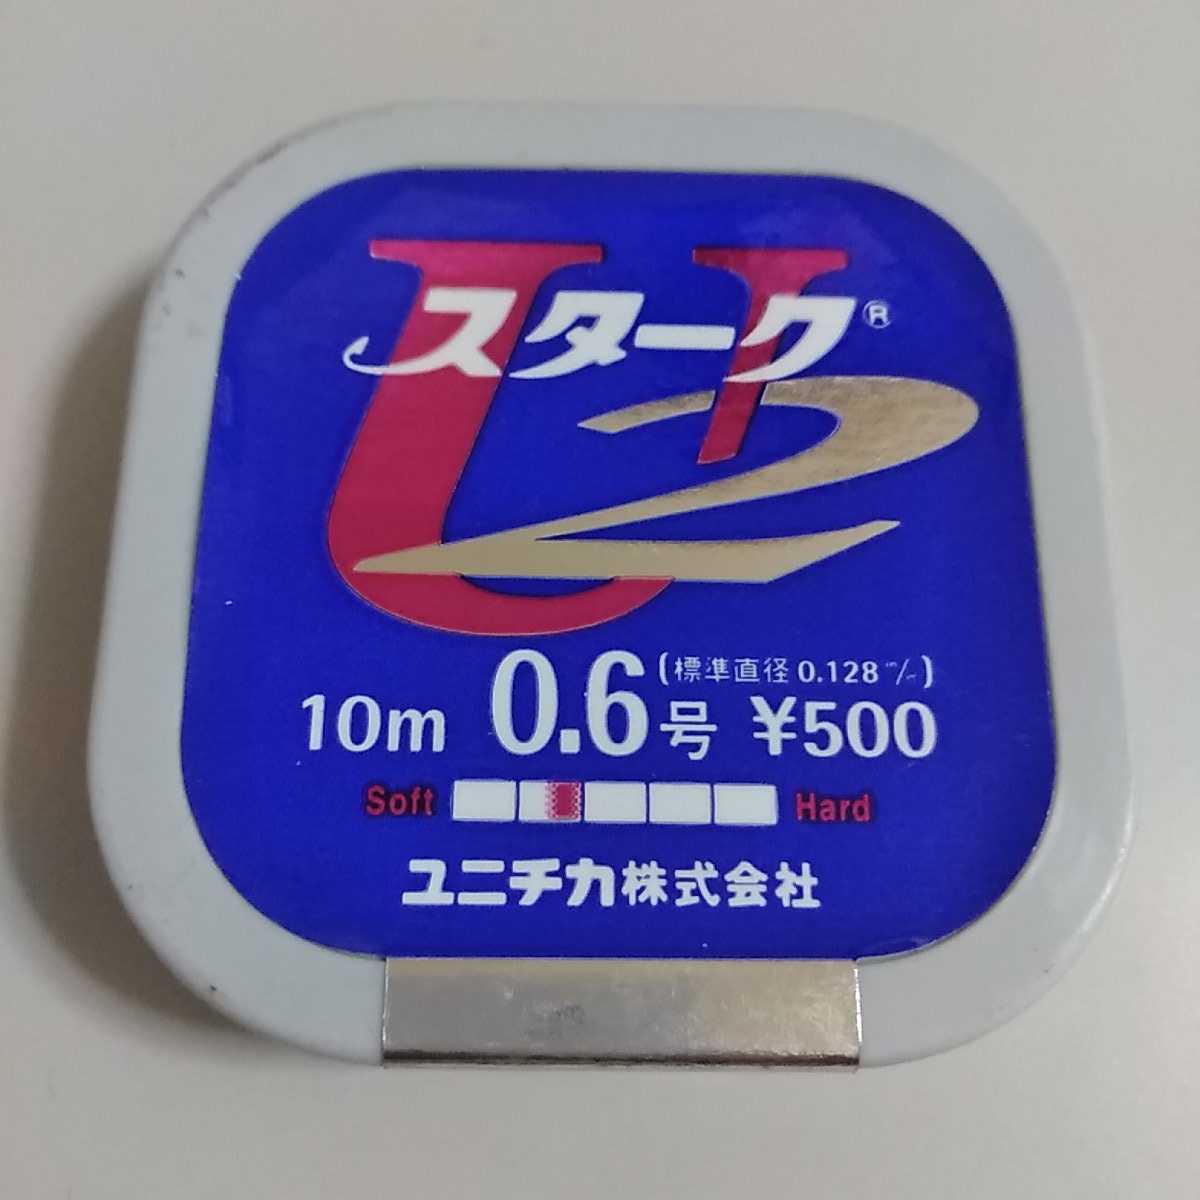 スターク®
U2
(標準直径 0.128 m/m)
10m 0.6号 ¥500
Soft Hard
ユニチカ株式会社